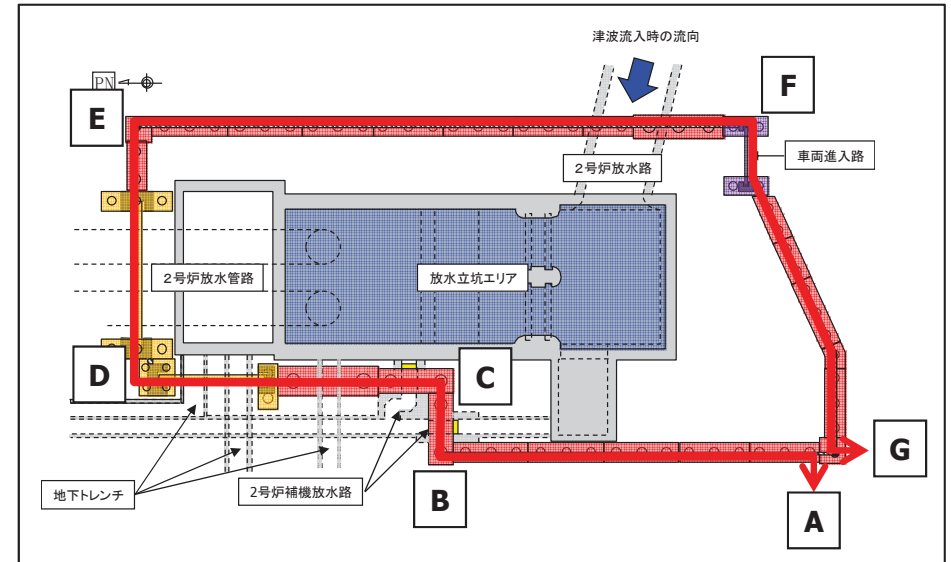 津波流入時の流向
PN
E
F
車両進入路
２号炉放水路
２号炉放水管路
放水立坑エリア
D
C
地下トレンチ
2号炉補機放水路
B
G
A